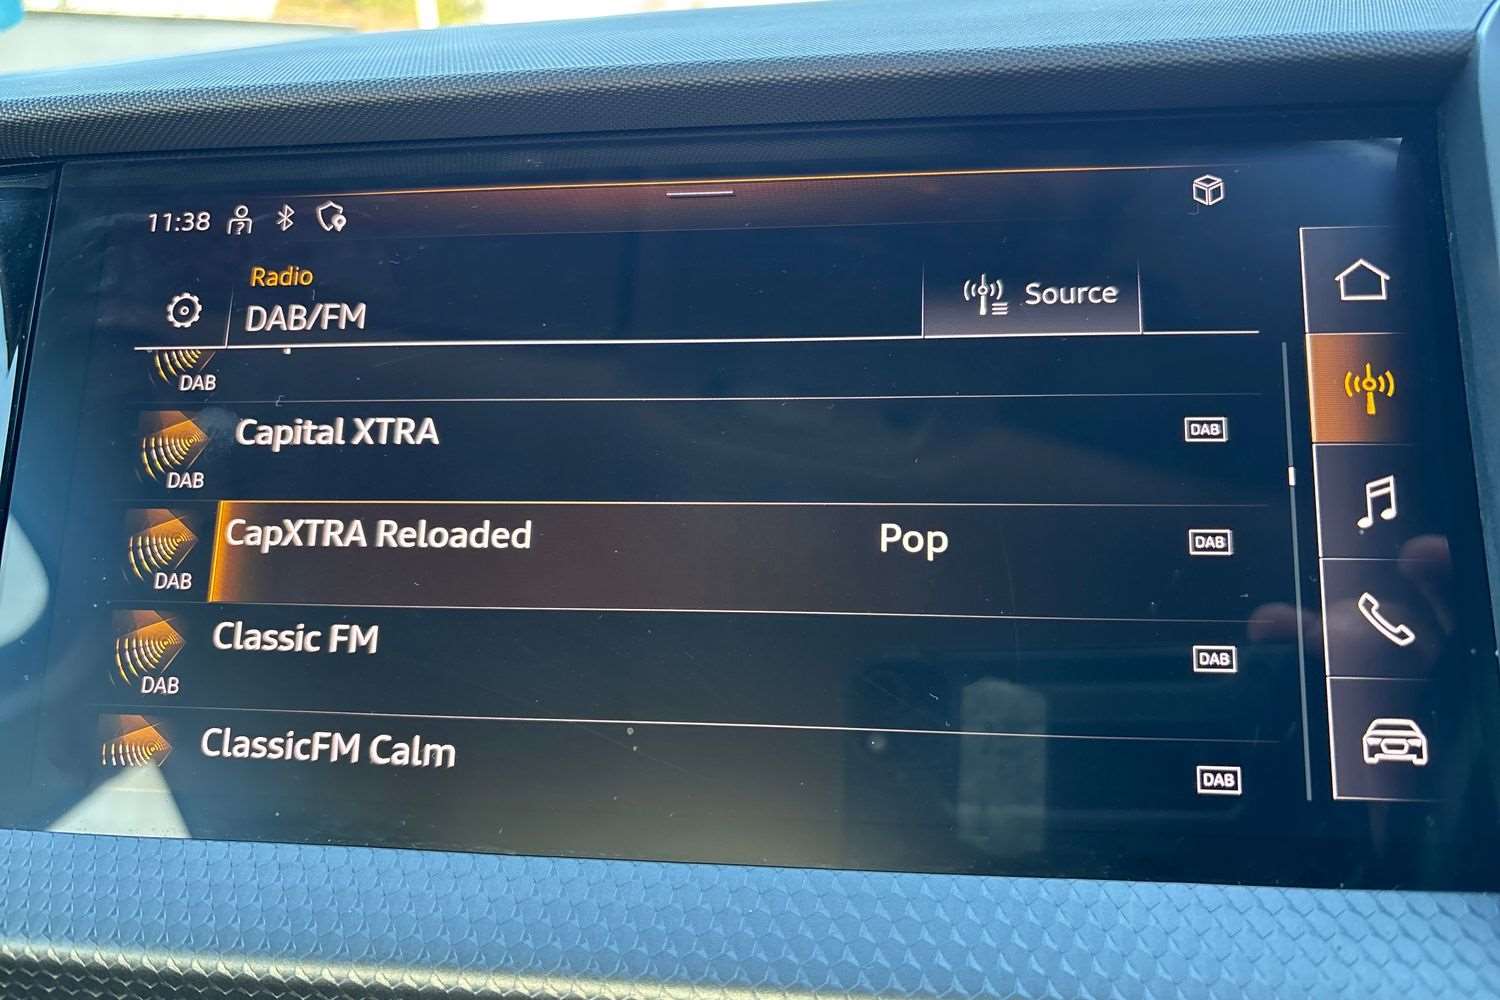 11:38
Radio
DAB/FM
Source
DAB
Capital XTRA
DAB
DAB
CapXTRA Reloaded
Pop
DAB
DAB
Classic FM
DAB
DAB
ClassicFM Calm
DAB